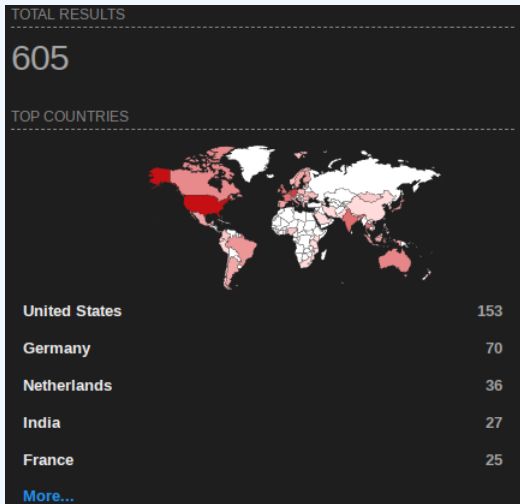 TOTAL RESULTS
605
TOP COUNTRIES
United States 153
Germany 70
Netherlands 36
India 27
France 25
More...